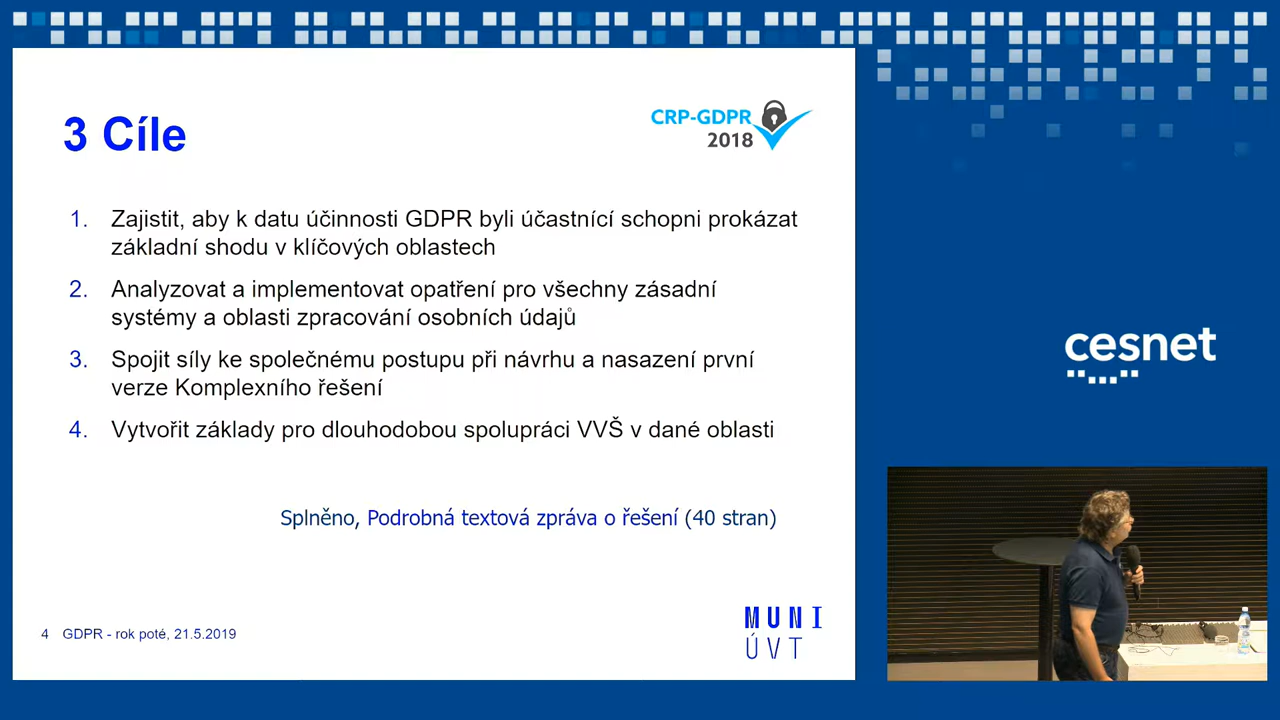 3 Cíle
CRP-GDPR
2018
1. Zajistit, aby k datu účinnosti GDPR byli účastnící schopni prokázat
základní shodu v klíčových oblastech
2. Analyzovat a implementovat opatření pro všechny zásadní
systémy a oblasti zpracování osobních údajů
3. Spojit síly ke společnému postupu při návrhu a nasazení první
verze Komplexního řešení
4. Vytvořit základy pro dlouhodobou spolupráci VVŠ v dané oblasti
Splněno, Podrobná textová zpráva o řešení (40 stran)
4 GDPR - rok poté, 21.5.2019
MUNI
ÚVT
cesnet